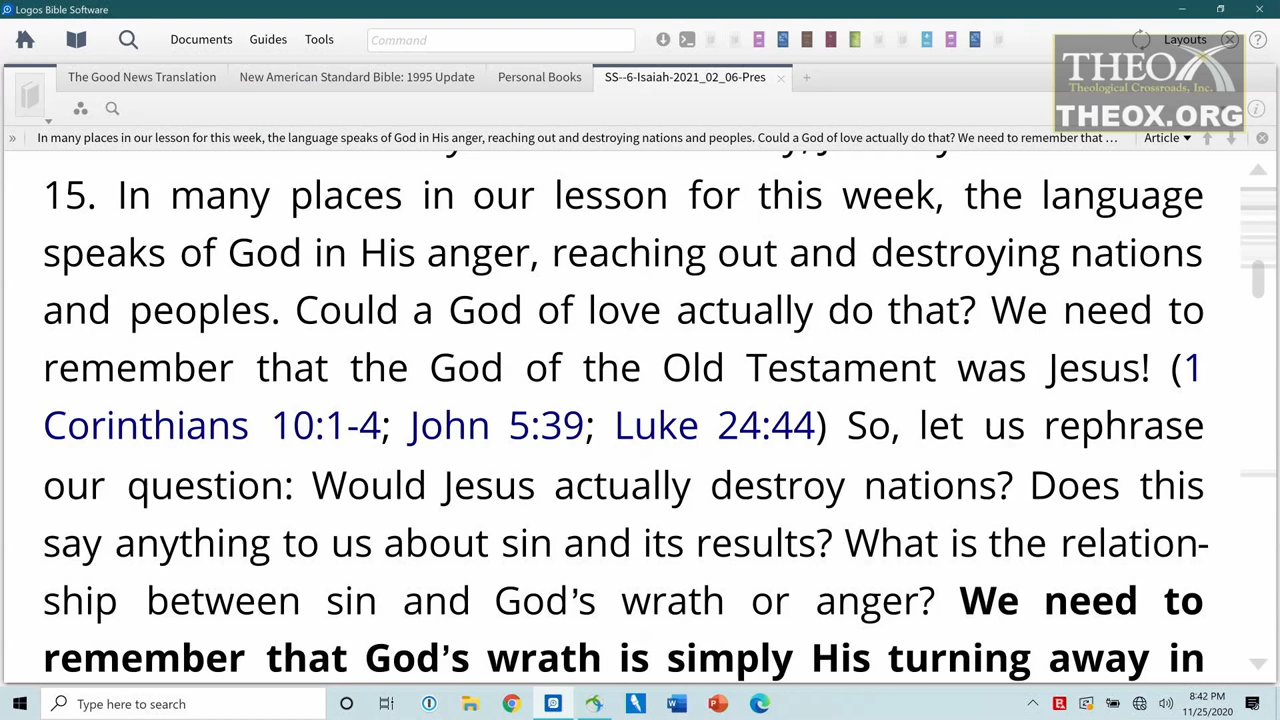 Logos Bible Software
Documents Guides Tools Command Layouts
The Good News Translation New American Standard Bible: 1995 Update Personal Books SS--6-Isaiah-2021_02_06-Pres
THEOX
Theological Crossroads, Inc.
THEOX.ORG
In many places in our lesson for this week, the language speaks of God in His anger, reaching out and destroying nations and peoples. Could a God of love actually do that? We need to remember that ... Article
15. In many places in our lesson for this week, the language
speaks of God in His anger, reaching out and destroying nations
and peoples. Could a God of love actually do that? We need to
remember that the God of the Old Testament was Jesus! (1
Corinthians 10:1-4; John 5:39; Luke 24:44) So, let us rephrase
our question: Would Jesus actually destroy nations? Does this
say anything to us about sin and its results? What is the relation-
ship between sin and God's wrath or anger? We need to
remember that God's wrath is simply His turning away in
Type here to search
8:42 PM
11/25/2020